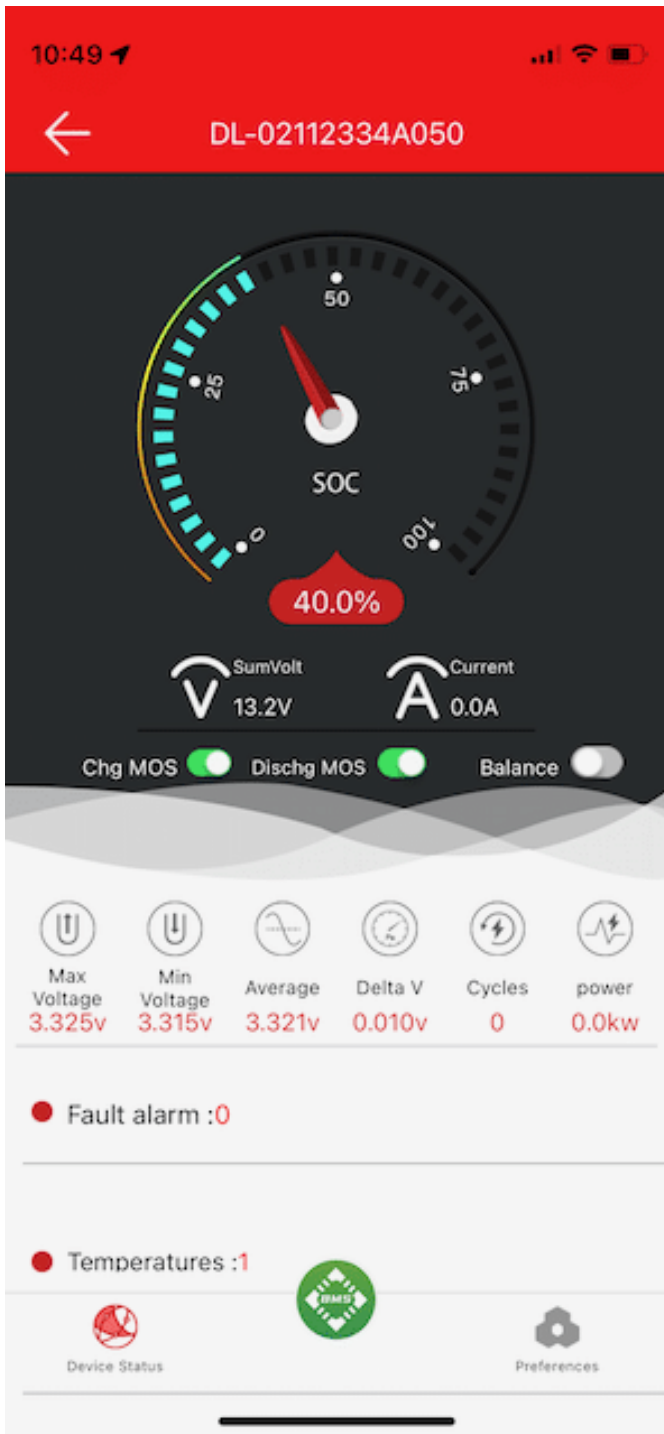 10:49
DL-02112334A050
50
25
75
0
100
SOC
40.0%
SumVolt
V 13.2V
Current
A 0.0A
Chg MOS Dischg MOS Balance
Max Voltage
3.325v
Min Voltage
3.315v
Average
3.321v
Delta V
0.010v
Cycles
0
power
0.0kw
Fault alarm :0
Temperatures :1
BMS
Device Status
Preferences